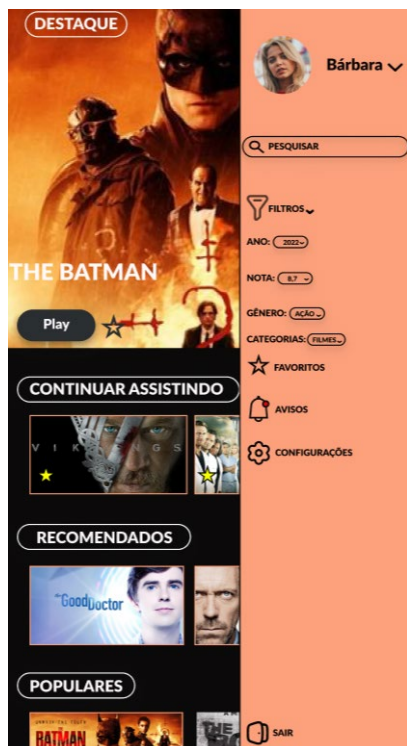 DESTAQUE
THE BATMAN
Play
CONTINUAR ASSISTINDO
VIKINGS
RECOMENDADOS
the Good Doctor
POPULARES
BATMAN
THE
Bárbara
PESQUISAR
FILTROS
ANO: 2022
NOTA: 8,7
GÊNERO: AÇÃO
CATEGORIAS: FILMES
FAVORITOS
AVISOS
CONFIGURAÇÕES
SAIR